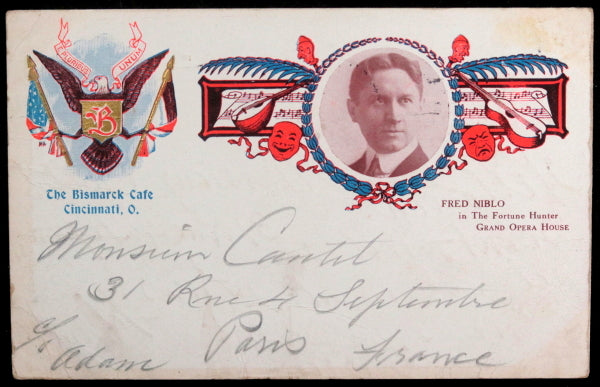 E PLURIBUS UNUM
B
The Bismarck Cafe
Cincinnati, O.
FRED NIBLO
in The Fortune Hunter
GRAND OPERA HOUSE
Monsieur Cantel
31 Rue 4 Septembre
Paris France
c/o Adam